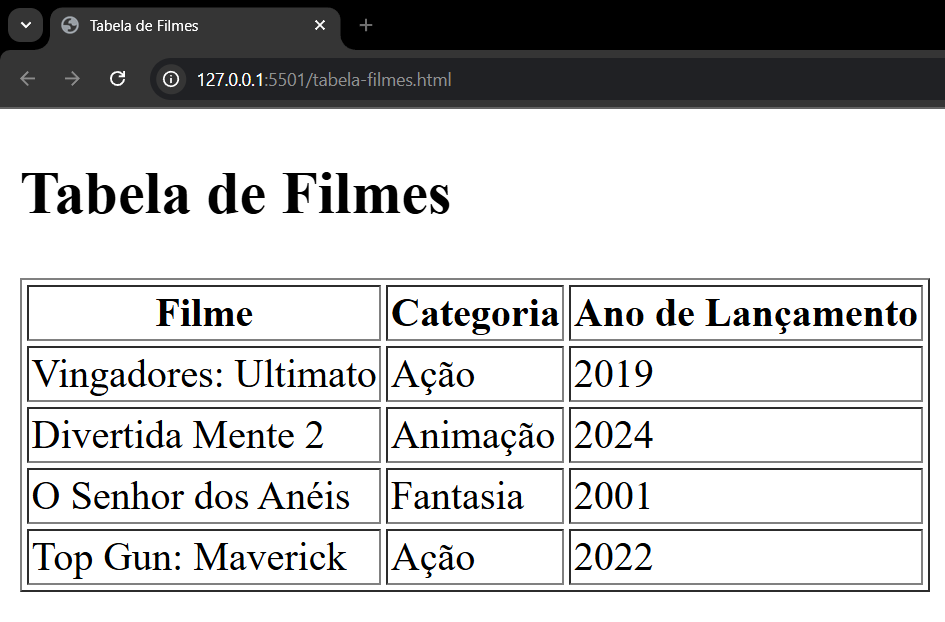 Tabela de Filmes
127.0.0.1:5501/tabela-filmes.html
Tabela de Filmes
Filme Categoria Ano de Lançamento
Vingadores: Ultimato Ação 2019
Divertida Mente 2 Animação 2024
O Senhor dos Anéis Fantasia 2001
Top Gun: Maverick Ação 2022